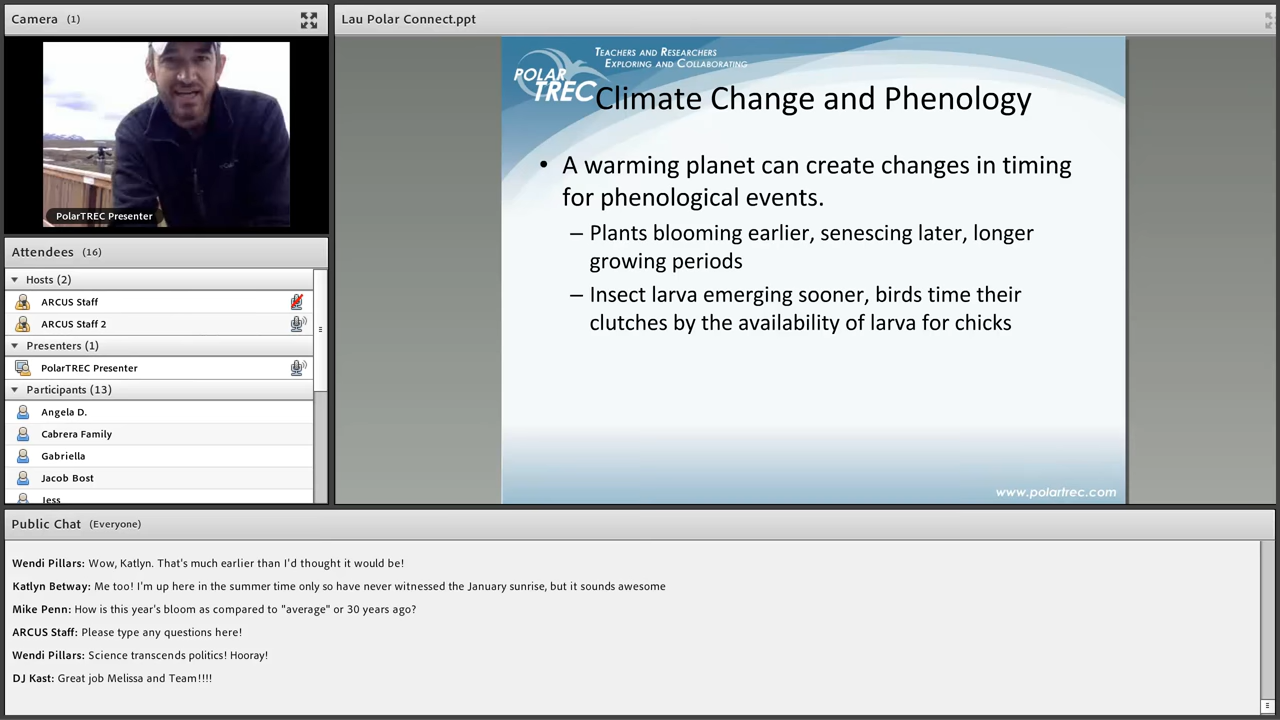 Camera (1)
PolarTREC Presenter
Attendees (16)
Hosts (2)
ARCUS Staff
ARCUS Staff 2
Presenters (1)
PolarTREC Presenter
Participants (13)
Angela D.
Cabrera Family
Gabriella
Jacob Bost
Jess
Lau Polar Connect.ppt
TEACHERS AND RESEARCHERS
EXPLORING AND COLLABORATING
POLAR
TREC
Climate Change and Phenology
• A warming planet can create changes in timing
for phenological events.
– Plants blooming earlier, senescing later, longer
growing periods
– Insect larva emerging sooner, birds time their
clutches by the availability of larva for chicks
www.polartrec.com
Public Chat (Everyone)
Wendi Pillars: Wow, Katlyn. That's much earlier than I'd thought it would be!
Katlyn Betway: Me too! I'm up here in the summer time only so have never witnessed the January sunrise, but it sounds awesome
Mike Penn: How is this year's bloom as compared to "average" or 30 years ago?
ARCUS Staff: Please type any questions here!
Wendi Pillars: Science transcends politics! Hooray!
DJ Kast: Great job Melissa and Team!!!!